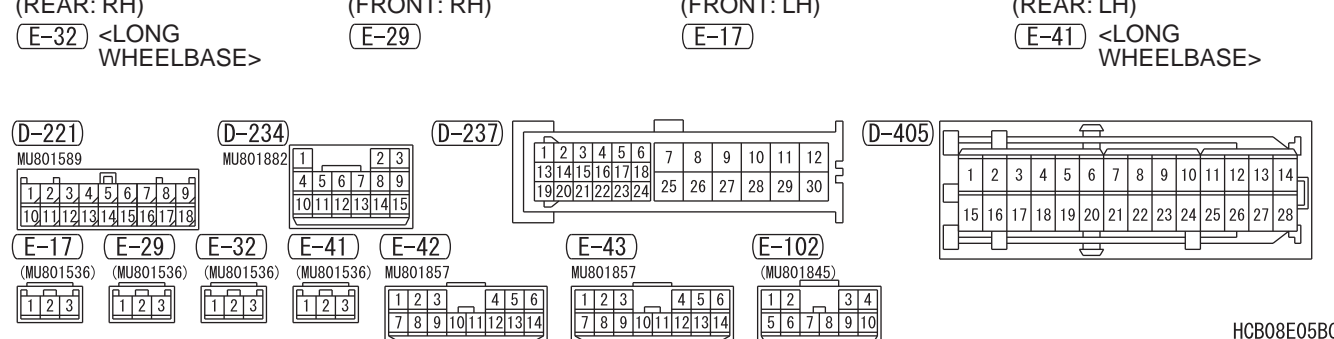 (REAR: RH) (FRONT: RH) (FRONT: LH) (REAR: LH)
E-32 <LONG WHEELBASE> E-29 E-17 E-41 <LONG WHEELBASE>
D-221
MU801589
1 2 3 4 5 6 7 8 9
10 11 12 13 14 15 16 17 18
D-234
MU801882
1 2 3
4 5 6 7 8 9
10 11 12 13 14 15
D-237
1 2 3 4 5 6 7 8 9 10 11 12
13 14 15 16 17 18
19 20 21 22 23 24 25 26 27 28 29 30
D-405
1 2 3 4 5 6 7 8 9 10 11 12 13 14
15 16 17 18 19 20 21 22 23 24 25 26 27 28
E-17
(MU801536)
1 2 3
E-29
(MU801536)
1 2 3
E-32
(MU801536)
1 2 3
E-41
(MU801536)
1 2 3
E-42
MU801857
1 2 3 4 5 6
7 8 9 10 11 12 13 14
E-43
MU801857
1 2 3 4 5 6
7 8 9 10 11 12 13 14
E-102
(MU801845)
1 2 3 4
5 6 7 8 9 10